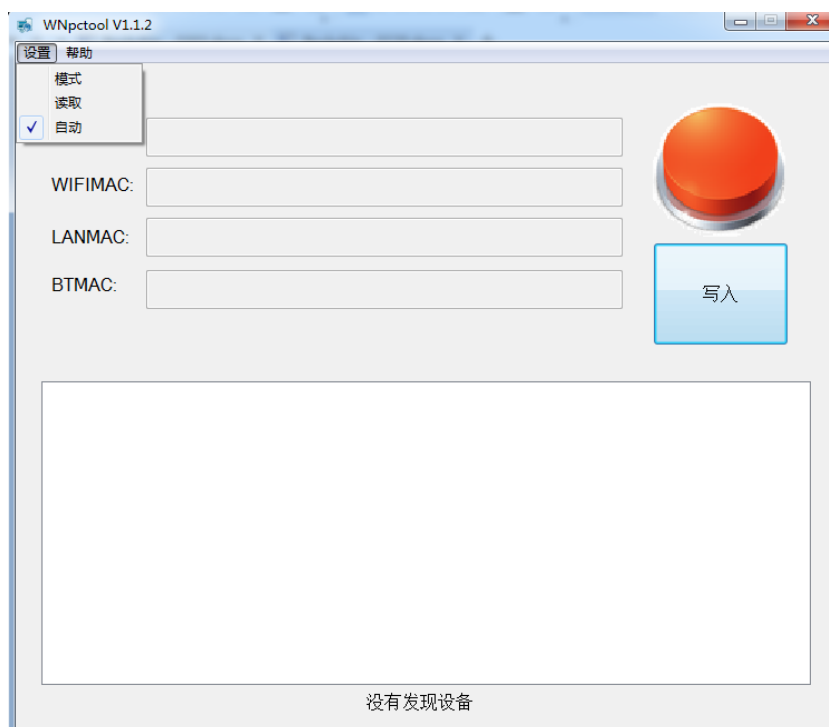 WNpctool V1.1.2
设置 帮助
模式
读取
自动
WIFIMAC:
LANMAC:
BTMAC:
写入
没有发现设备